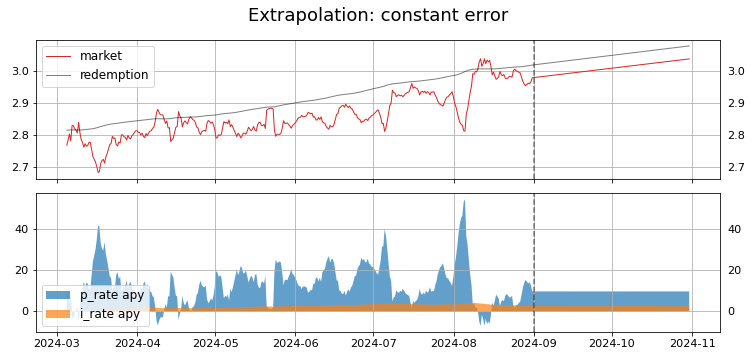 Extrapolation: constant error
market
redemption
3.0 3.0
2.9 2.9
2.8 2.8
2.7 2.7
40 40
20 20
0 0
p_rate apy
i_rate apy
2024-03 2024-04 2024-05 2024-06 2024-07 2024-08 2024-09 2024-10 2024-11